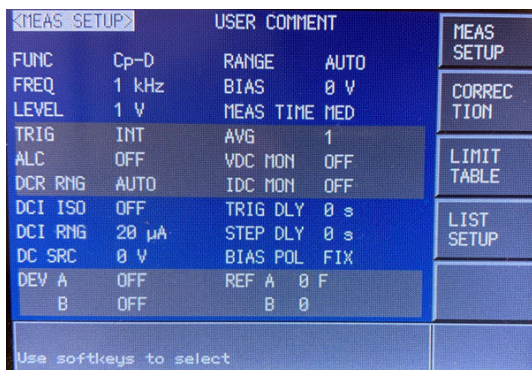 <MEAS SETUP> USER COMMENT
FUNC Cp-D RANGE AUTO
FREQ 1 kHz BIAS 0 V
LEVEL 1 V MEAS TIME MED
TRIG INT AVG 1
ALC OFF VDC MON OFF
DCR RNG AUTO IDC MON OFF
DCI ISO OFF TRIG DLY 0 s
DCI RNG 20 µA STEP DLY 0 s
DC SRC 0 V BIAS POL FIX
DEV A OFF REF A 0 F
B OFF B 0
Use softkeys to select
MEAS
SETUP
CORREC
TION
LIMIT
TABLE
LIST
SETUP